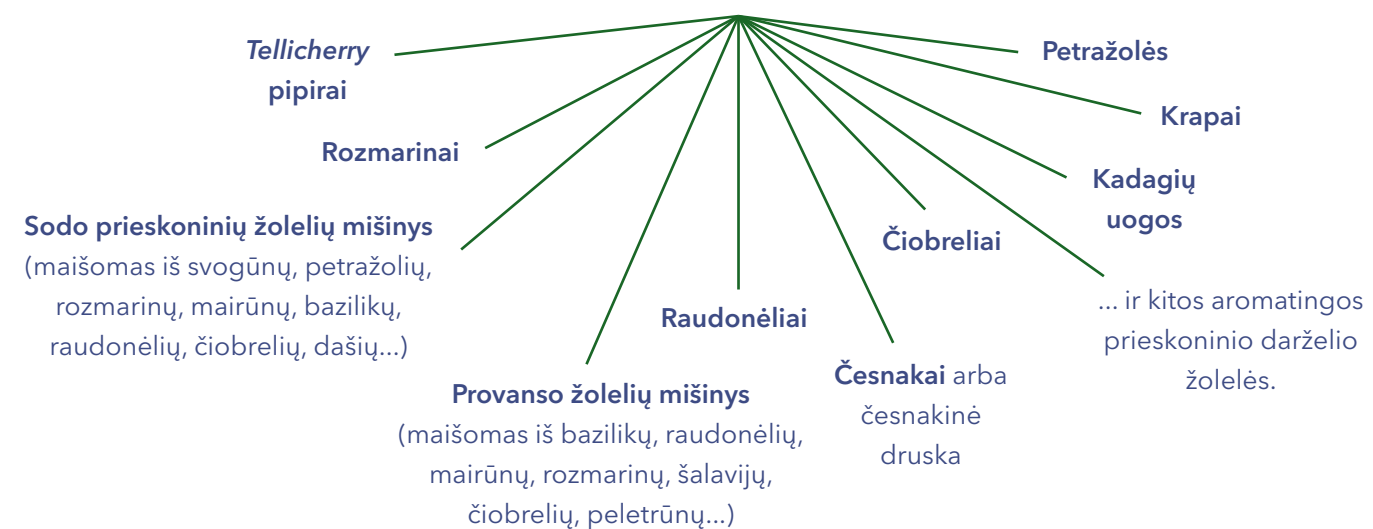 Tellicherry
pipirai
Rozmarinai
Sodo prieskoninių žolelių mišinys
(maišomas iš svogūnų, petražolių,
rozmarinų, mairūnų, bazilikų,
raudonėlių, čiobrelių, dašių...)
Provanso žolelių mišinys
(maišomas iš bazilikų, raudonėlių,
mairūnų, rozmarinų, šalavijų,
čiobrelių, peletrūnų...)
Raudonėliai
Česnakai arba
česnakinė
druska
Čiobreliai
... ir kitos aromatingos
prieskoninio darželio
žolelės.
Kadagių
uogos
Krapai
Petražolės